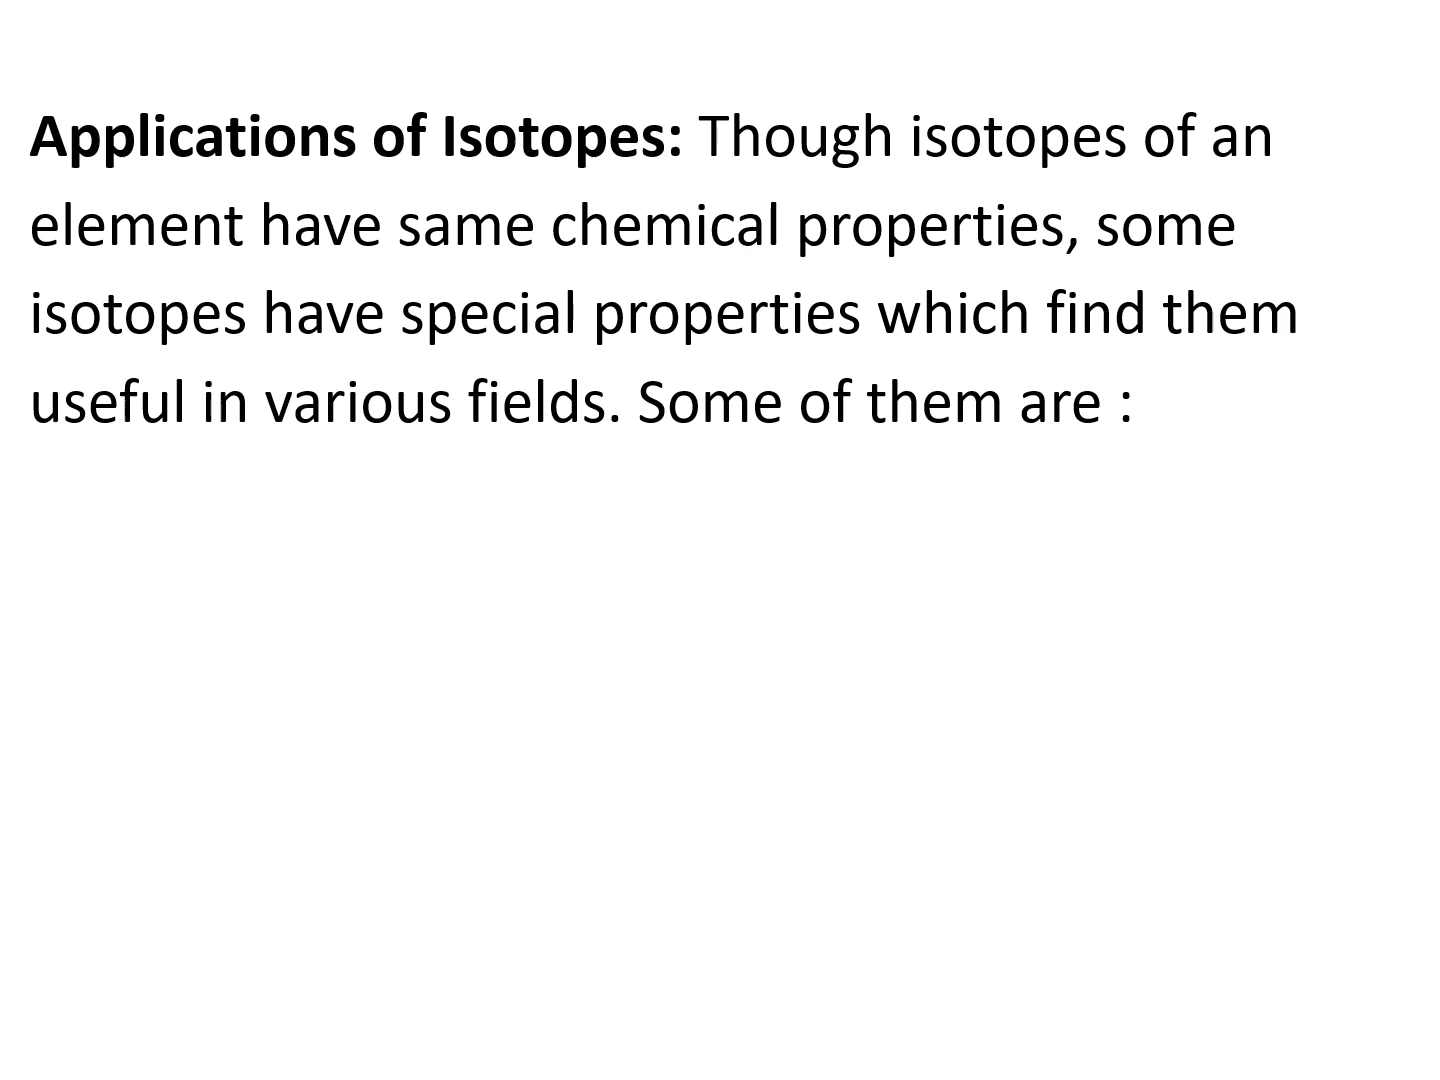 Applications of Isotopes: Though isotopes of an
element have same chemical properties, some
isotopes have special properties which find them
useful in various fields. Some of them are :